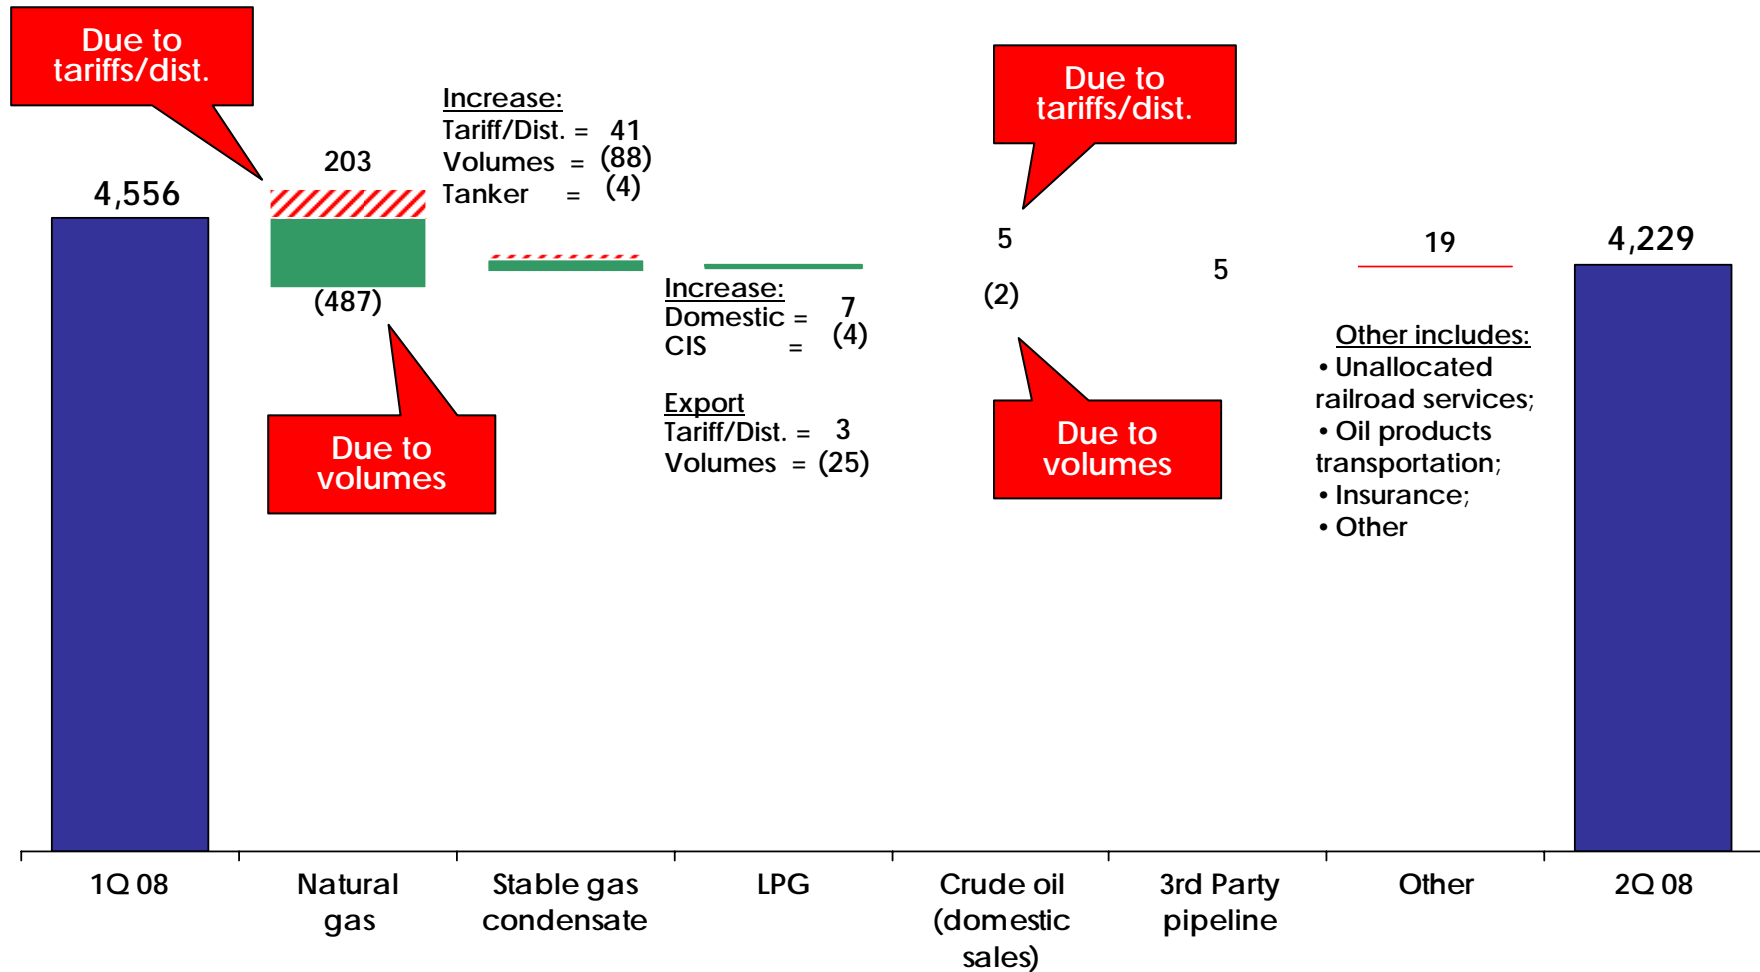 Due to
tariffs/dist.
Increase:
Tariff/Dist. = 41
Volumes = (88)
Tanker = (4)
Due to
tariffs/dist.
203
4,556
(487)
Due to
volumes
Increase:
Domestic = 7
CIS = (4)
Export
Tariff/Dist. = 3
Volumes = (25)
5
(2)
Due to
volumes
5
19
Other includes:
• Unallocated
railroad services;
• Oil products
transportation;
• Insurance;
• Other
4,229
1Q 08
Natural
gas
Stable gas
condensate
LPG
Crude oil
(domestic
sales)
3rd Party
pipeline
Other
2Q 08